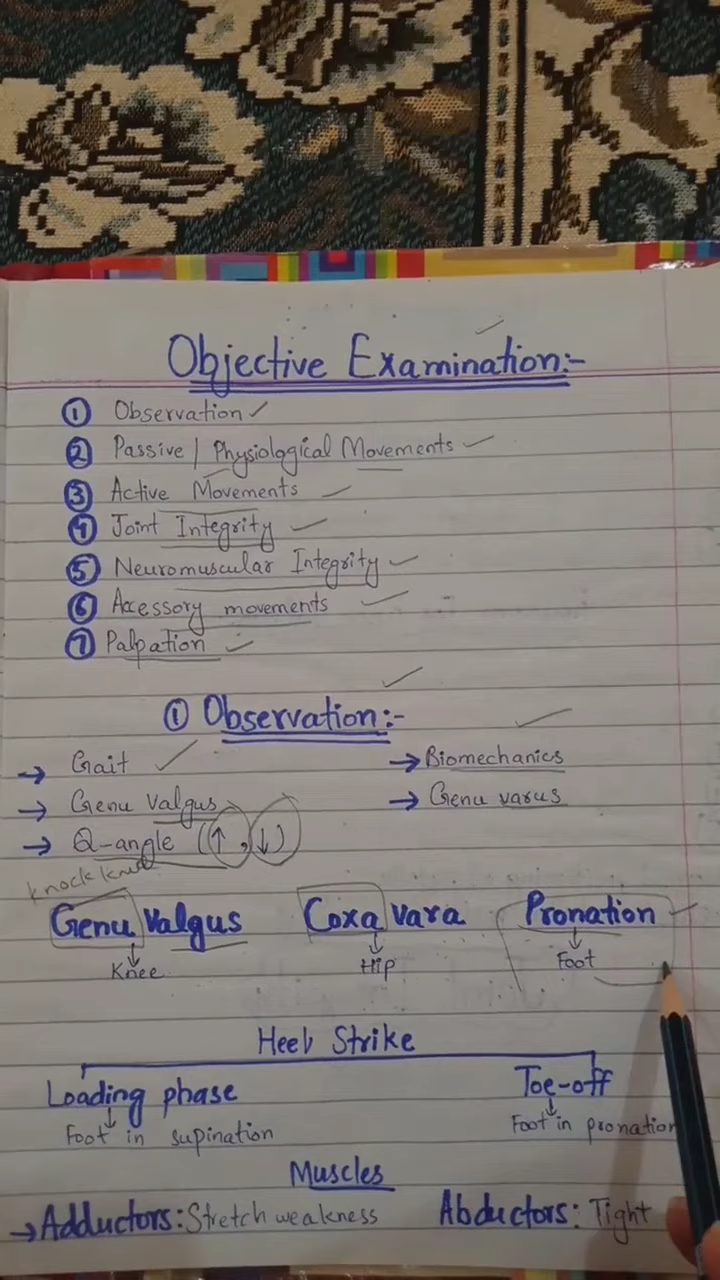 Objective Examination:-
① Observation ✓
② Passive / Physiological Movements
③ Active Movements
④ Joint Integrity
⑤ Neuromuscular Integrity
⑥ Accessory movements
⑦ Palpation
① Observation:-
→ Gait ✓ → Biomechanics
→ Genu Valgus → Genu varus
→ Q-angle (↑, ↓)
knock knee
Genu Valgus Coxa vara Pronation
↓ Knee ↓ Hip ↓ Foot
Heel Strike
Loading phase Toe-off
↓ Foot in supination ↓ Foot in pronation
Muscles
→ Adductors: Stretch weakness Abductors: Tight